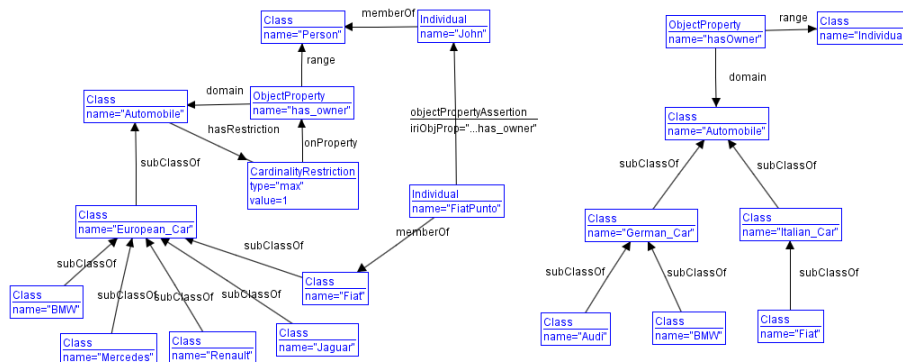 Class
name="Person"
memberOf
Individual
name="John"
range
Class
name="Automobile"
domain
ObjectProperty
name="has_owner"
hasRestriction
onProperty
objectPropertyAssertion
iriObjProp="...has_owner"
subClassOf
CardinalityRestriction
type="max"
value=1
Individual
name="FiatPunto"
Class
name="European_Car"
subClassOf
memberOf
subClassOf
subClassOf
subClassOf
subClassOf
Class
name="BMW"
Class
name="Fiat"
Class
name="Mercedes"
Class
name="Renault"
Class
name="Jaguar"
ObjectProperty
name="hasOwner"
range
Class
name="Individua
domain
Class
name="Automobile"
subClassOf
subClassOf
Class
name="German_Car"
Class
name="Italian_Car"
subClassOf
subClassOf
subClassOf
Class
name="Audi"
Class
name="BMW"
Class
name="Fiat"